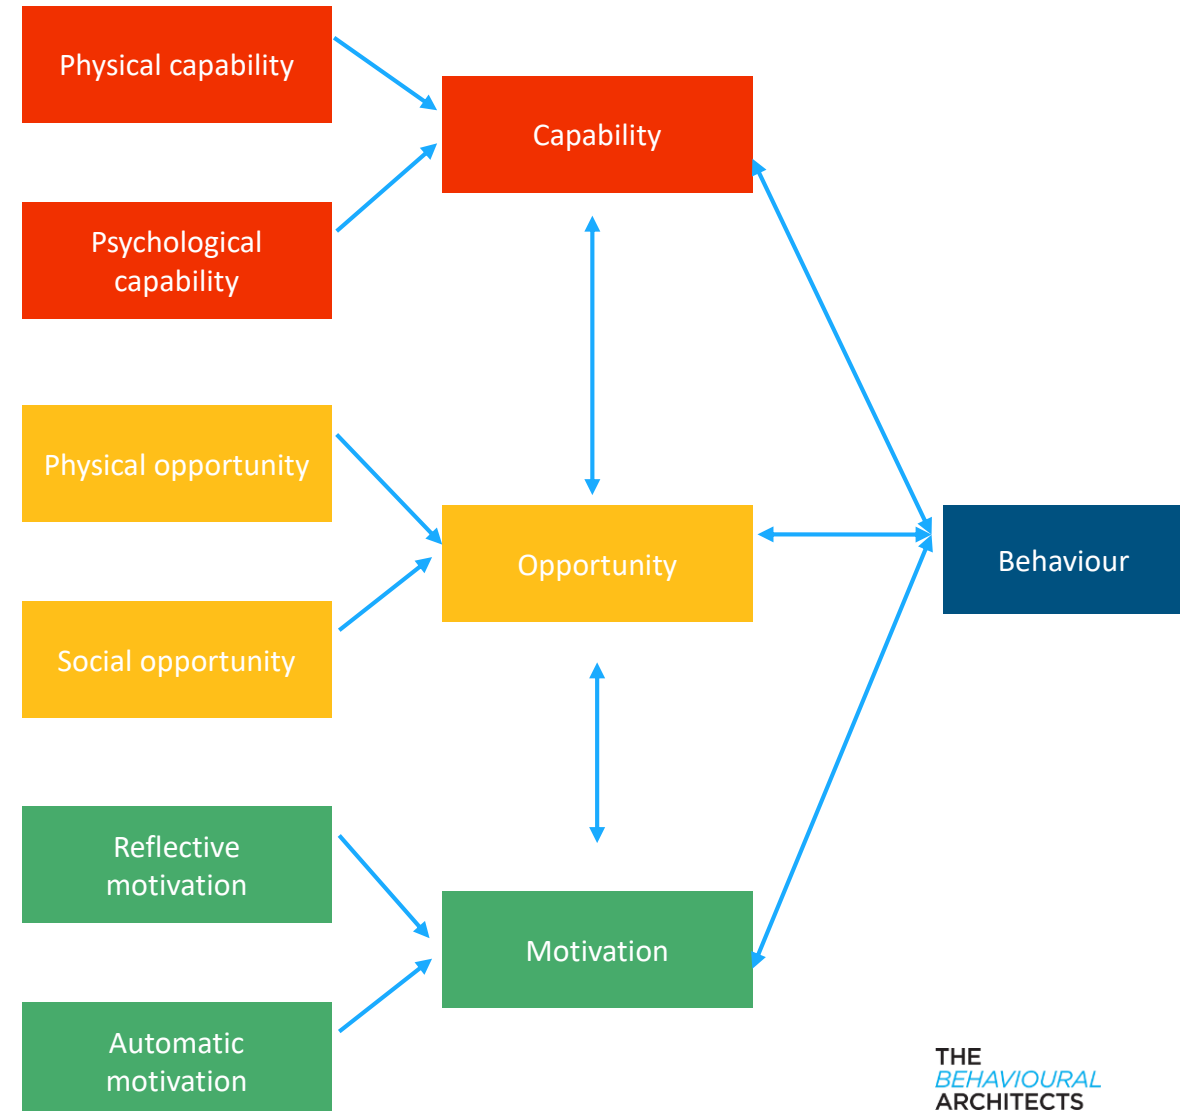 Physical capability
Capability
Psychological
capability
Physical opportunity
Opportunity
Behaviour
Social opportunity
Reflective
motivation
Motivation
Automatic
motivation
THE
BEHAVIOURAL
ARCHITECTS